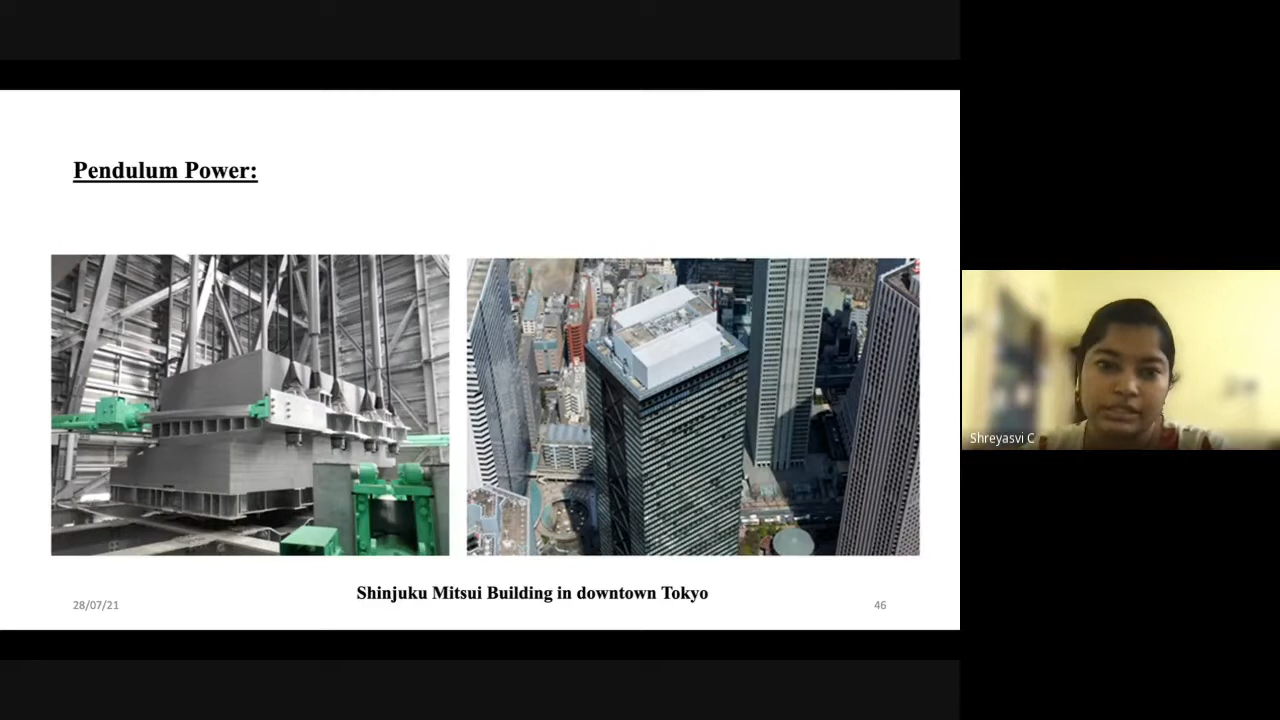 Pendulum Power:
Shinjuku Mitsui Building in downtown Tokyo
28/07/21
46
Shreyasvi C